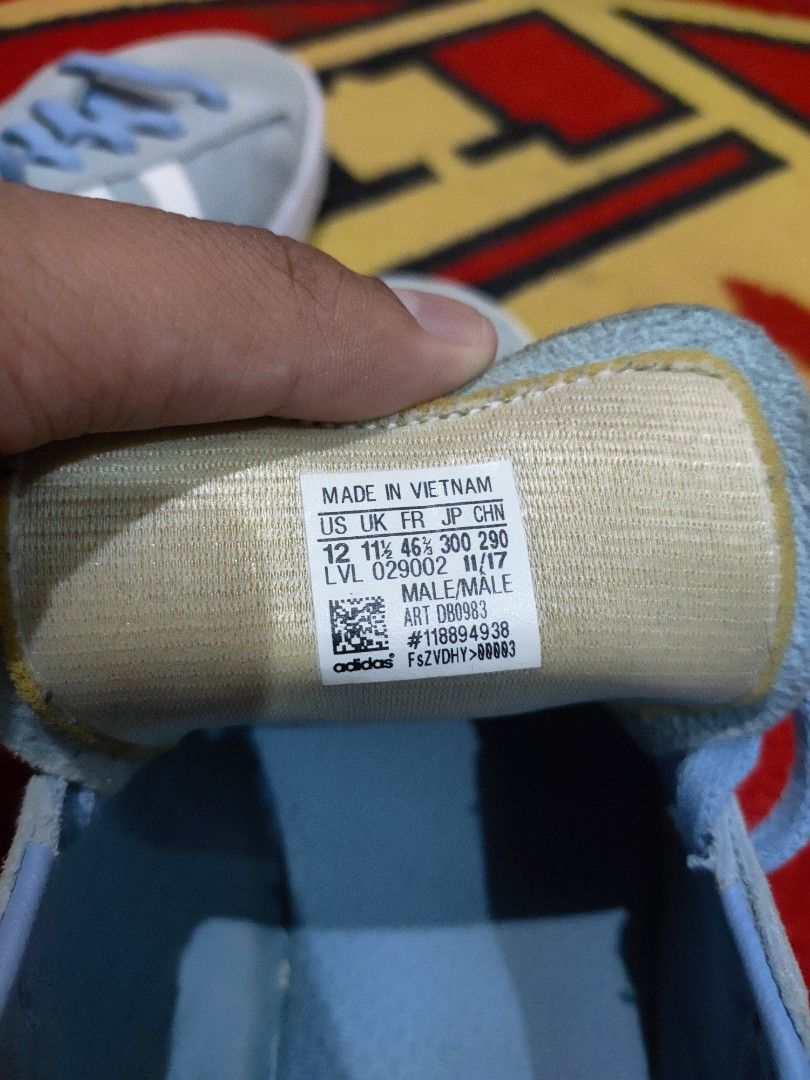 MADE IN VIETNAM
US UK FR JP CHN
12 11½ 46⅔ 300 290
LVL 029002 11/17
MALE/MÂLE
ART DB0983
#118894938
adidas FsZVDHY>00003